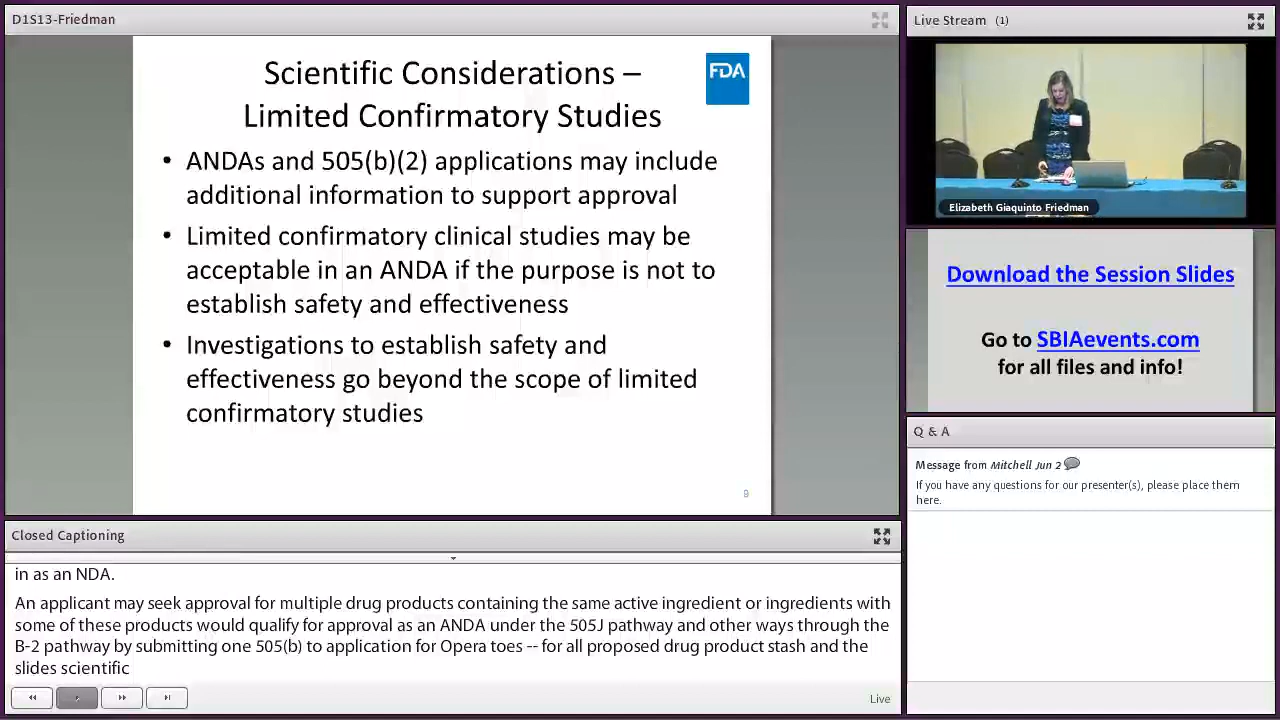 D1S13-Friedman
Scientific Considerations –
Limited Confirmatory Studies
FDA
• ANDAs and 505(b)(2) applications may include
additional information to support approval
• Limited confirmatory clinical studies may be
acceptable in an ANDA if the purpose is not to
establish safety and effectiveness
• Investigations to establish safety and
effectiveness go beyond the scope of limited
confirmatory studies
9
Closed Captioning
in as an NDA.
An applicant may seek approval for multiple drug products containing the same active ingredient or ingredients with
some of these products would qualify for approval as an ANDA under the 505J pathway and other ways through the
B-2 pathway by submitting one 505(b) to application for Opera toes -- for all proposed drug product stash and the
slides scientific
Live
Live Stream (1)
Elizabeth Giaquinto Friedman
Download the Session Slides
Go to SBIAevents.com
for all files and info!
Q & A
Message from Mitchell Jun 2
If you have any questions for our presenter(s), please place them
here.